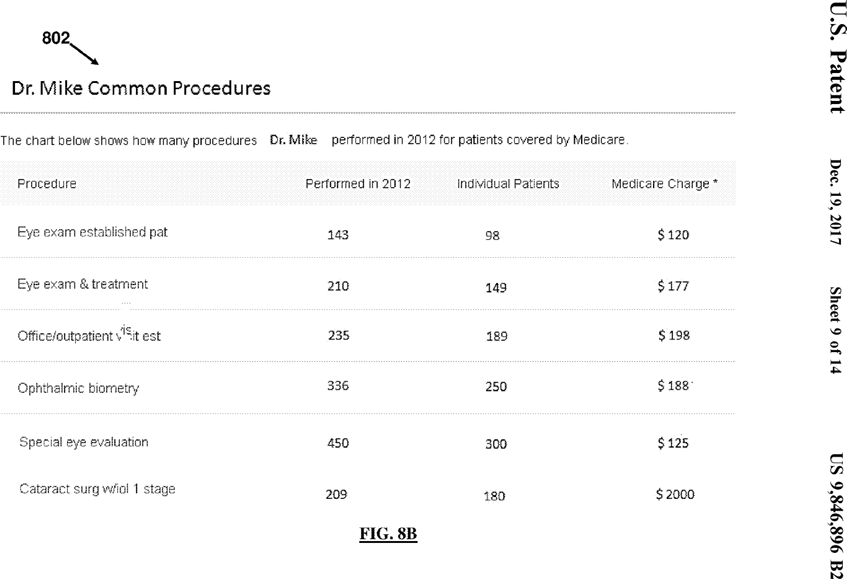 802
Dr. Mike Common Procedures
The chart below shows how many procedures Dr. Mike performed in 2012 for patients covered by Medicare.
Procedure Performed in 2012 Individual Patients Medicare Charge *
Eye exam established pat 143 98 $ 120
Eye exam & treatment 210 149 $ 177
Office/outpatient visit est 235 189 $ 198
Ophthalmic biometry 336 250 $ 188
Special eye evaluation 450 300 $ 125
Cataract surg w/iol 1 stage 209 180 $ 2000
FIG. 8B
U.S. Patent Dec. 19, 2017 Sheet 9 of 14 US 9,846,896 B2